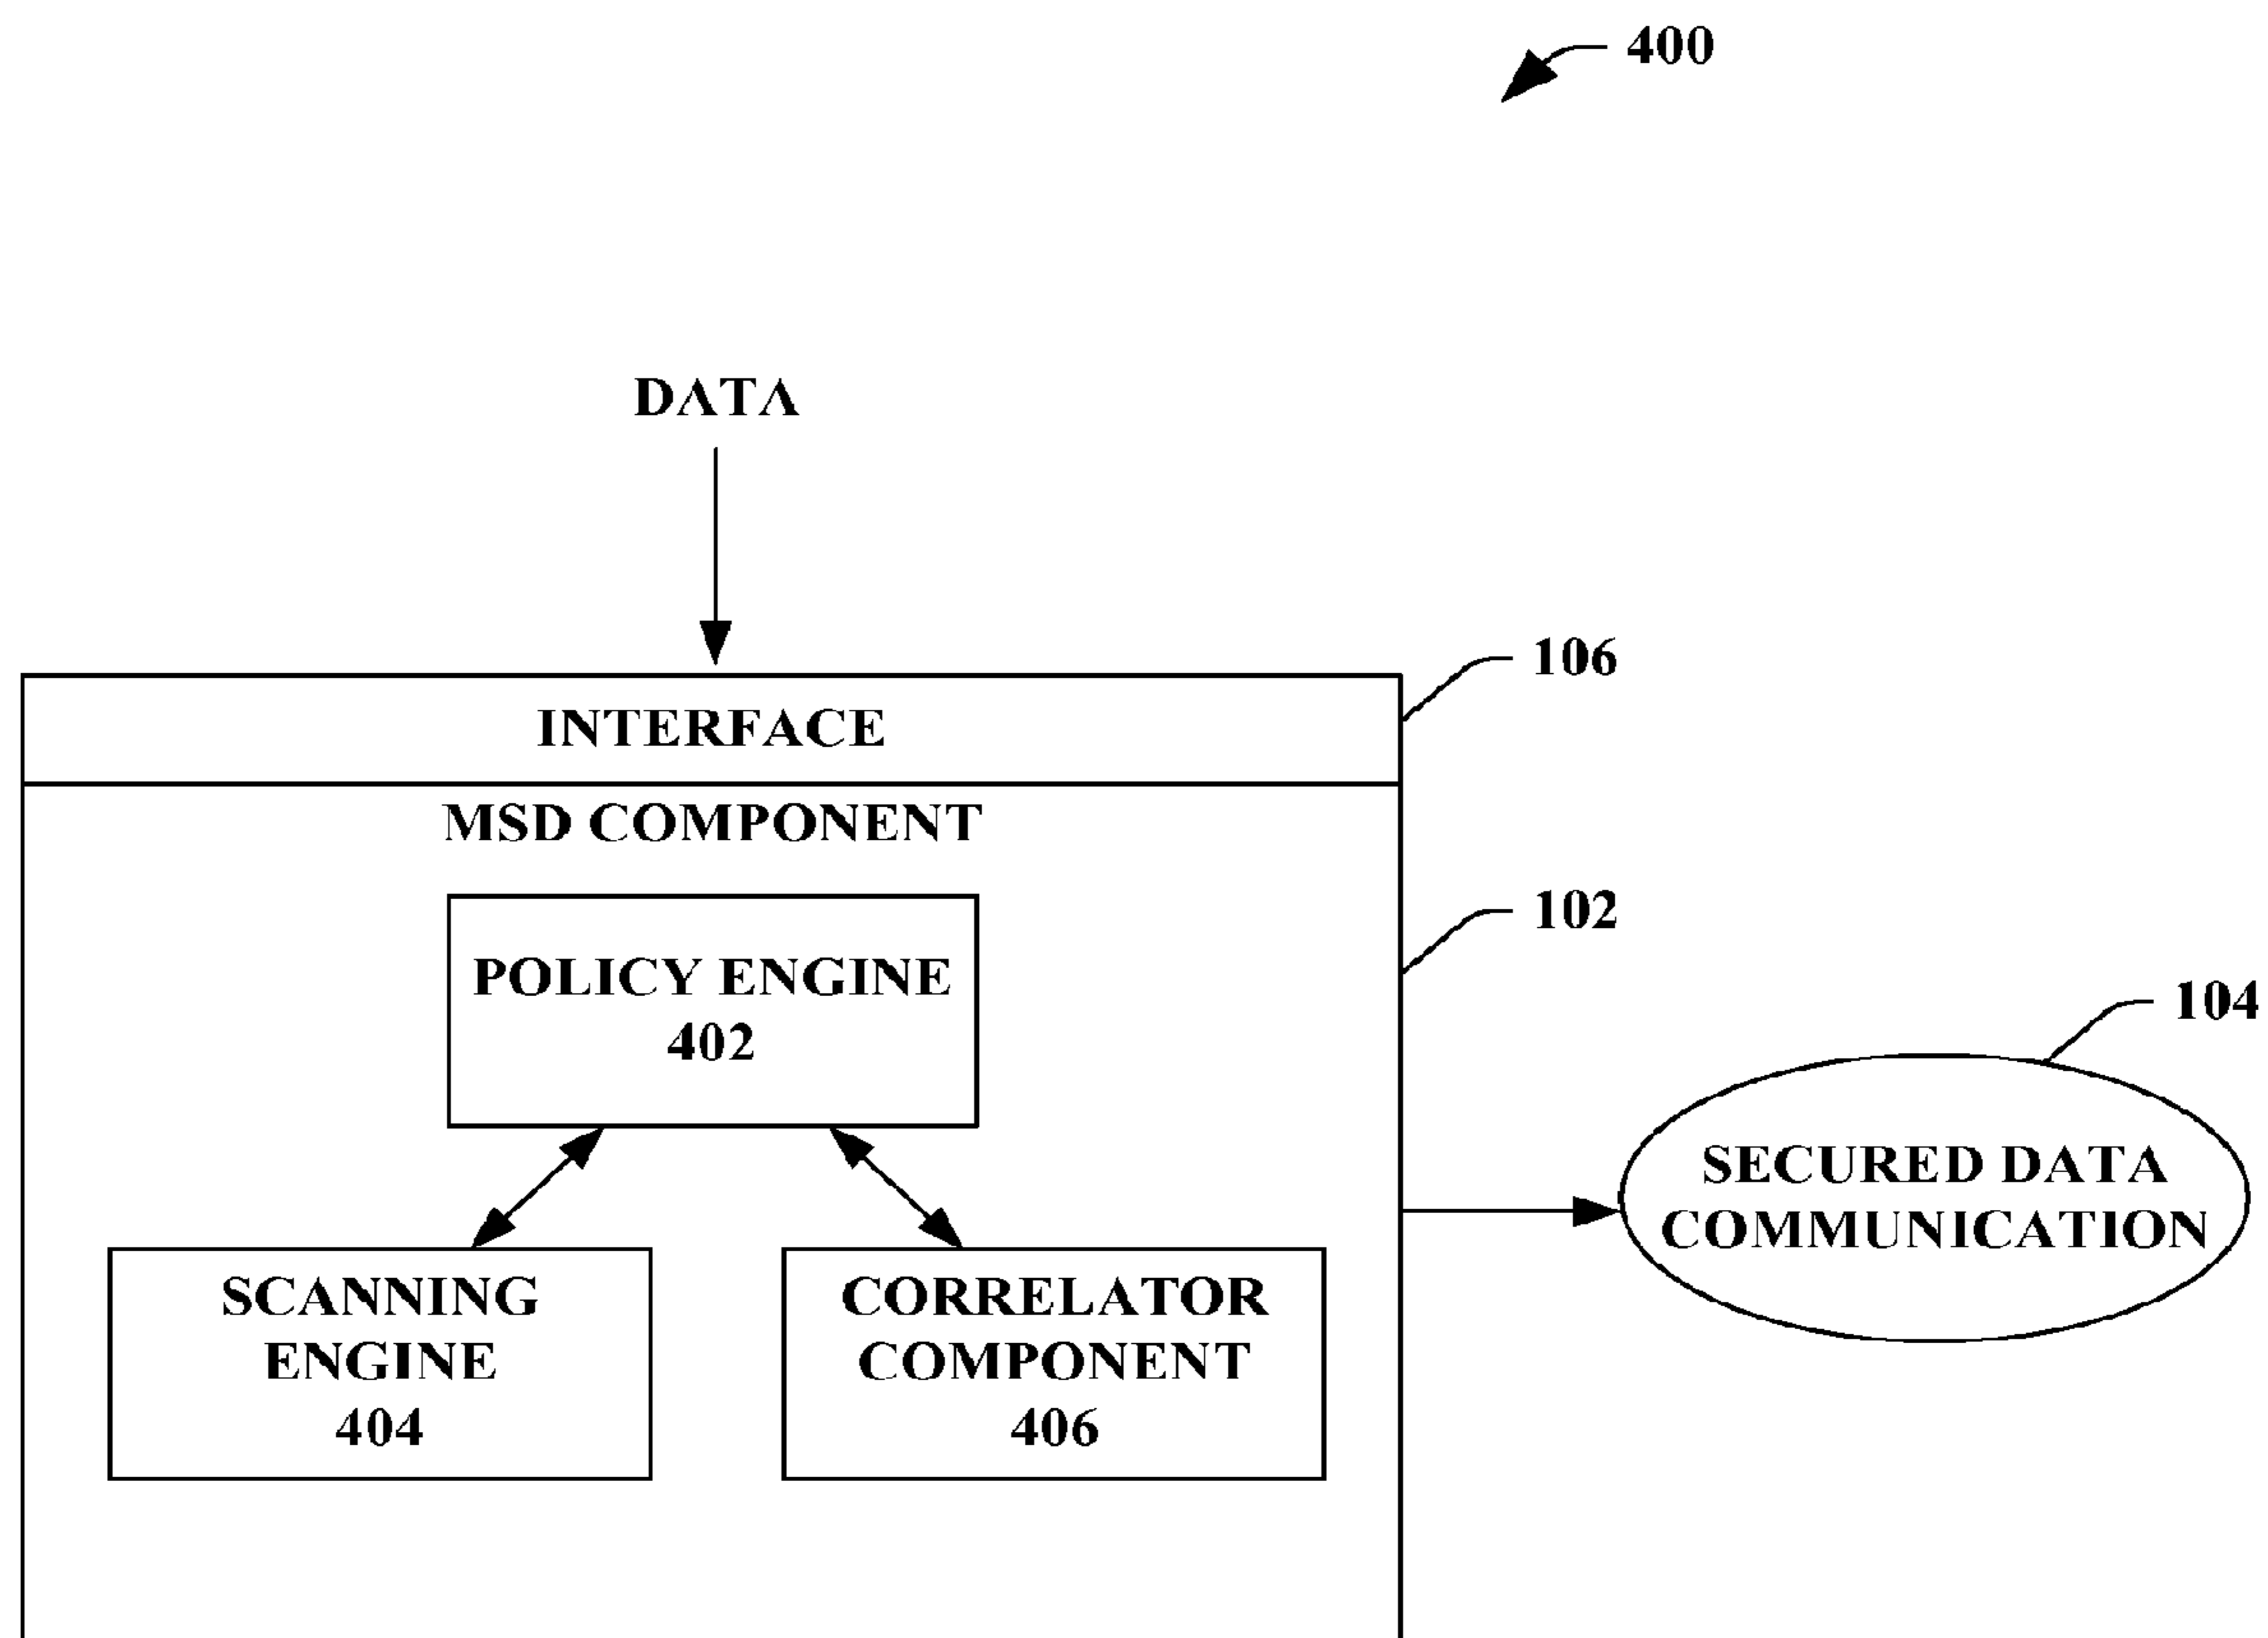 400
DATA
106
INTERFACE
MSD COMPONENT
102
POLICY ENGINE
402
104
SECURED DATA
COMMUNICATION
SCANNING
ENGINE
404
CORRELATOR
COMPONENT
406